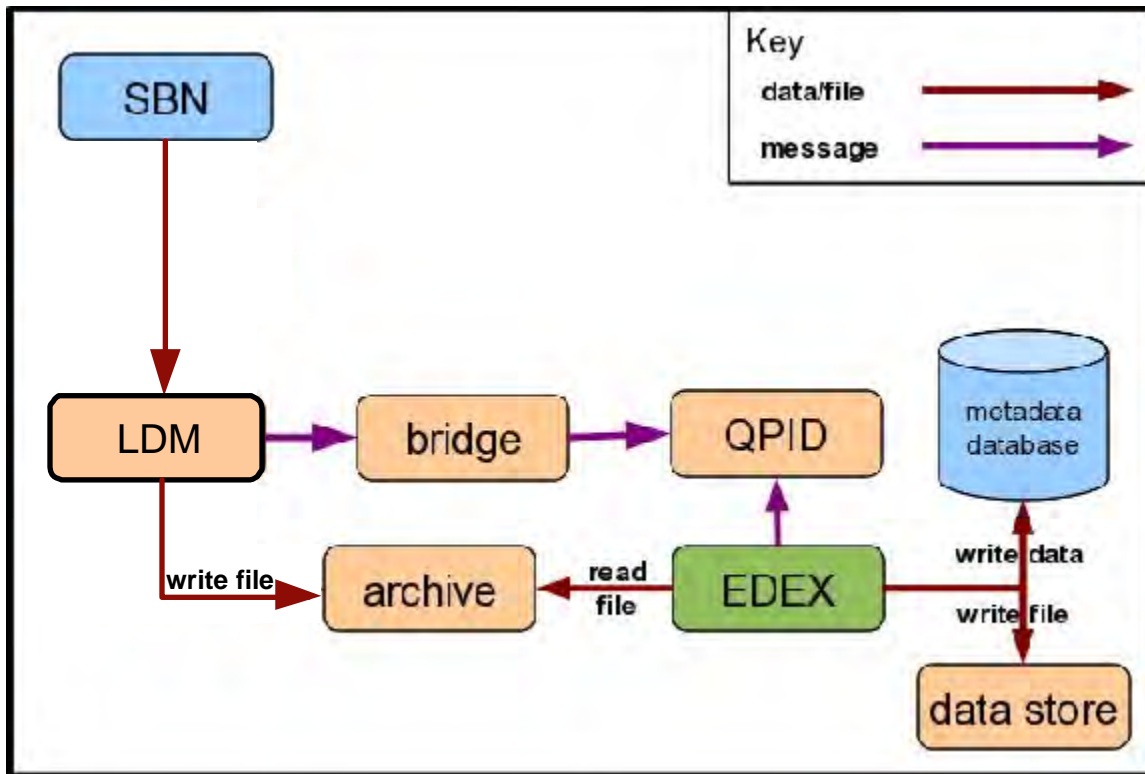 Key
data/file
message
SBN
LDM
bridge
QPID
metadata
database
write file
archive
read
file
EDEX
write data
write file
data store